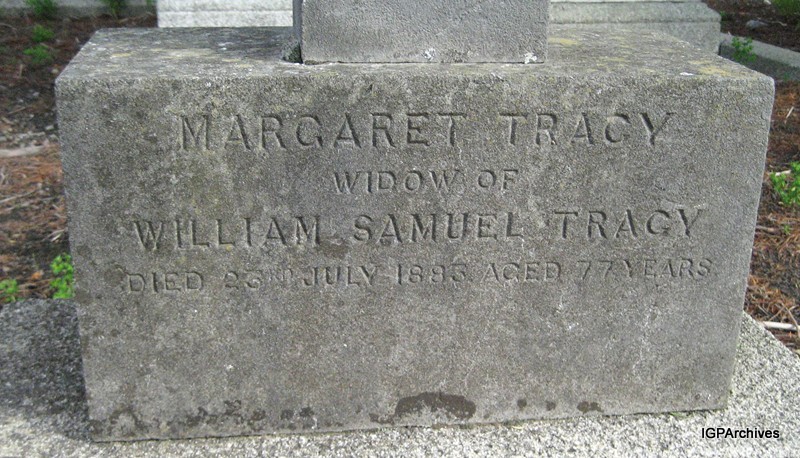 MARGARET TRACY
WIDOW OF
WILLIAM SAMUEL TRACY
DIED 23RD JULY 1883 AGED 77 YEARS
IGPArchives